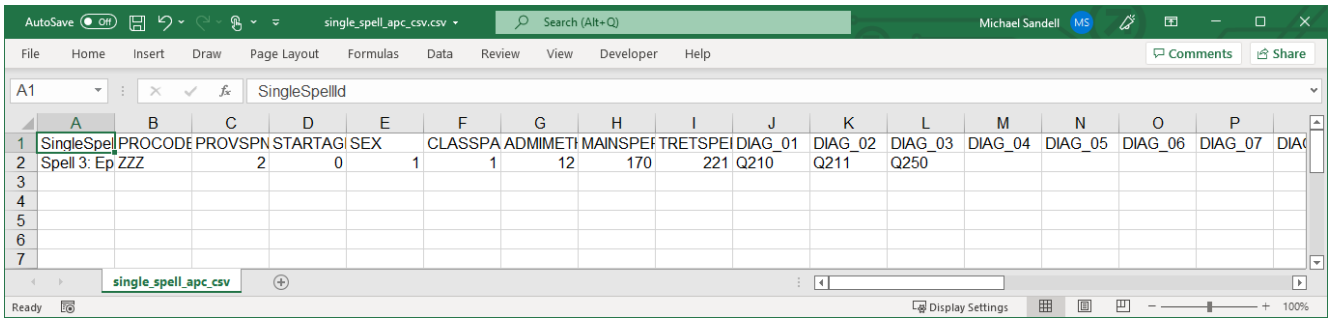 AutoSave Off single_spell_apc_csv.csv Search (Alt+Q) Michael Sandell MS
File Home Insert Draw Page Layout Formulas Data Review View Developer Help Comments Share
A1 fx SingleSpellId
A B C D E F G H I J K L M N O P
1 SingleSpel PROCODE PROVSPN STARTAG SEX CLASSPA ADMIMETH MAINSPEF TRETSPEI DIAG_01 DIAG_02 DIAG_03 DIAG_04 DIAG_05 DIAG_06 DIAG_07 DIAG
2 Spell 3: Ep ZZZ 2 0 1 1 12 170 221 Q210 Q211 Q250
3
4
5
6
7
single_spell_apc_csv
Ready Display Settings 100%